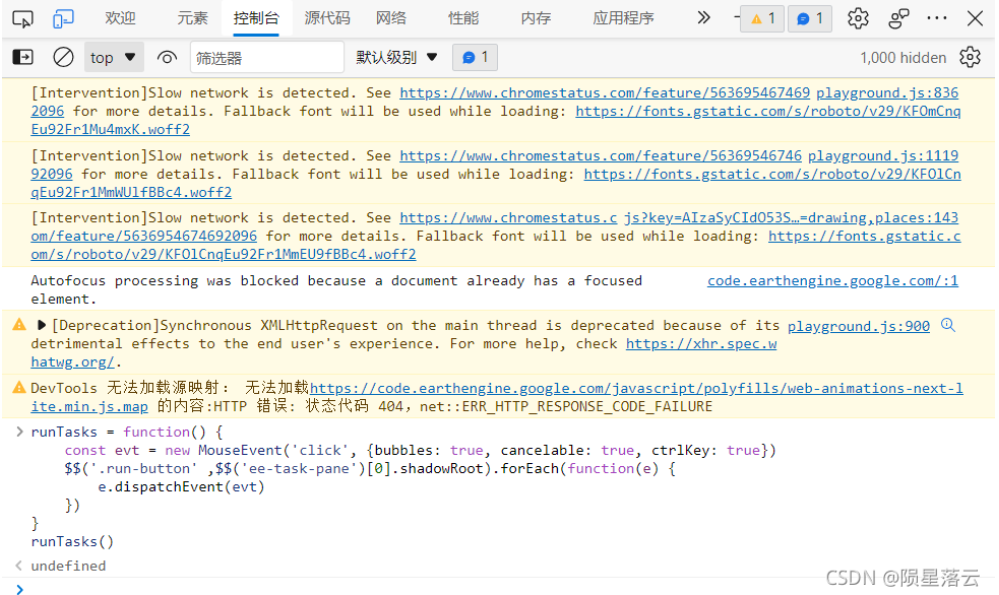 欢迎 元素 控制台 源代码 网络 性能 内存 应用程序 1 1
top 筛选器 默认级别 1 1,000 hidden
[Intervention]Slow network is detected. See https://www.chromestatus.com/feature/563695467469 playground.js:836
2096 for more details. Fallback font will be used while loading: https://fonts.gstatic.com/s/roboto/v29/KFOmCnq
Eu92Fr1Mu4mxK.woff2
[Intervention]Slow network is detected. See https://www.chromestatus.com/feature/56369546746 playground.js:1119
92096 for more details. Fallback font will be used while loading: https://fonts.gstatic.com/s/roboto/v29/KFOlCn
qEu92Fr1MmWUlfBBc4.woff2
[Intervention]Slow network is detected. See https://www.chromestatus.c js?key=AIzaSyCIdO53S…=drawing,places:143
om/feature/5636954674692096 for more details. Fallback font will be used while loading: https://fonts.gstatic.c
om/s/roboto/v29/KFOlCnqEu92Fr1MmEU9fBBc4.woff2
Autofocus processing was blocked because a document already has a focused code.earthengine.google.com/:1
element.
[Deprecation]Synchronous XMLHttpRequest on the main thread is deprecated because of its playground.js:900
detrimental effects to the end user's experience. For more help, check https://xhr.spec.w
hatwg.org/.
DevTools 无法加载源映射： 无法加载https://code.earthengine.google.com/javascript/polyfills/web-animations-next-l
ite.min.js.map 的内容:HTTP 错误: 状态代码 404，net::ERR_HTTP_RESPONSE_CODE_FAILURE
runTasks = function() {
const evt = new MouseEvent('click', {bubbles: true, cancelable: true, ctrlKey: true})
$$('.run-button' ,$$('ee-task-pane')[0].shadowRoot).forEach(function(e) {
e.dispatchEvent(evt)
})
}
runTasks()
undefined
CSDN @陨星落云